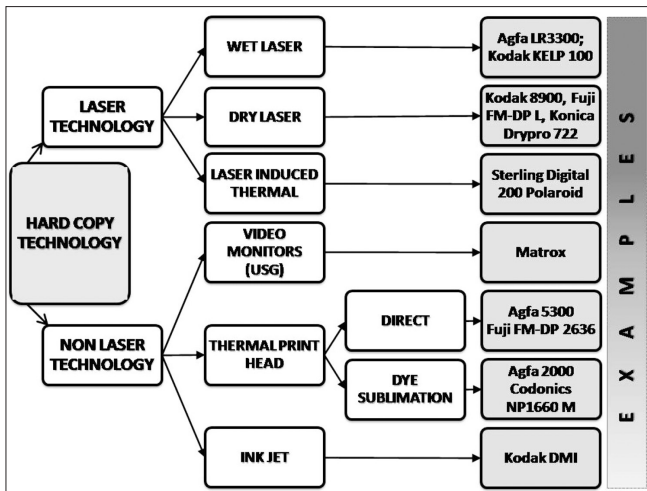 WET LASER
Agfa LR3300;
Kodak KELP 100
LASER
TECHNOLOGY
DRY LASER
Kodak 8900, Fuji
FM-DP L, Konica
Drypro 722
LASER INDUCED
THERMAL
Sterling Digital
200 Polaroid
HARD COPY
TECHNOLOGY
VIDEO
MONITORS
(USG)
Matrox
NON LASER
TECHNOLOGY
THERMAL PRINT
HEAD
DIRECT
Agfa 5300
Fuji FM-DP 2636
DYE
SUBLIMATION
Agfa 2000
Codonics
NP1660 M
INK JET
Kodak DMI
EXAMPLES